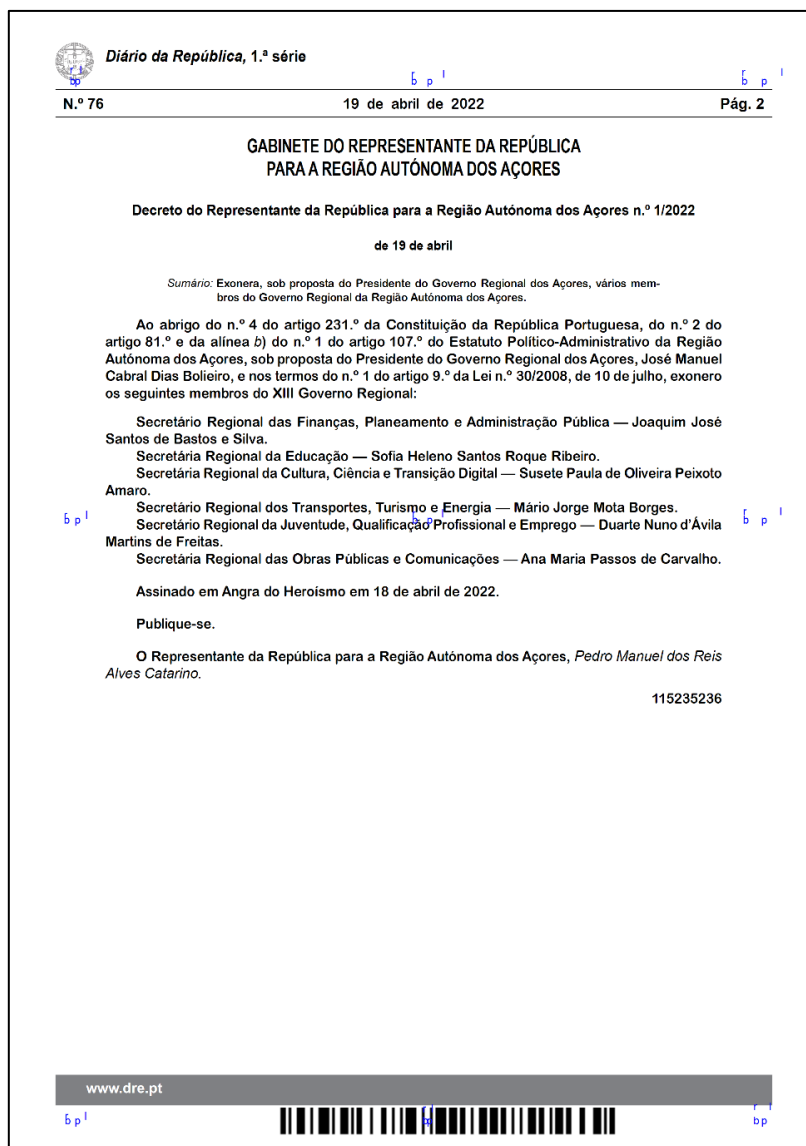 Diário da República, 1.ª série
N.º 76 19 de abril de 2022 Pág. 2
GABINETE DO REPRESENTANTE DA REPÚBLICA
PARA A REGIÃO AUTÓNOMA DOS AÇORES
Decreto do Representante da República para a Região Autónoma dos Açores n.º 1/2022
de 19 de abril
Sumário: Exonera, sob proposta do Presidente do Governo Regional dos Açores, vários mem-
bros do Governo Regional da Região Autónoma dos Açores.
Ao abrigo do n.º 4 do artigo 231.º da Constituição da República Portuguesa, do n.º 2 do
artigo 81.º e da alínea b) do n.º 1 do artigo 107.º do Estatuto Político-Administrativo da Região
Autónoma dos Açores, sob proposta do Presidente do Governo Regional dos Açores, José Manuel
Cabral Dias Bolieiro, e nos termos do n.º 1 do artigo 9.º da Lei n.º 30/2008, de 10 de julho, exonero
os seguintes membros do XIII Governo Regional:
Secretário Regional das Finanças, Planeamento e Administração Pública — Joaquim José
Santos de Bastos e Silva.
Secretária Regional da Educação — Sofia Heleno Santos Roque Ribeiro.
Secretária Regional da Cultura, Ciência e Transição Digital — Susete Paula de Oliveira Peixoto
Amaro.
Secretário Regional dos Transportes, Turismo e Energia — Mário Jorge Mota Borges.
Secretário Regional da Juventude, Qualificação Profissional e Emprego — Duarte Nuno d’Ávila
Martins de Freitas.
Secretária Regional das Obras Públicas e Comunicações — Ana Maria Passos de Carvalho.
Assinado em Angra do Heroísmo em 18 de abril de 2022.
Publique-se.
O Representante da República para a Região Autónoma dos Açores, Pedro Manuel dos Reis
Alves Catarino.
115235236
www.dre.pt